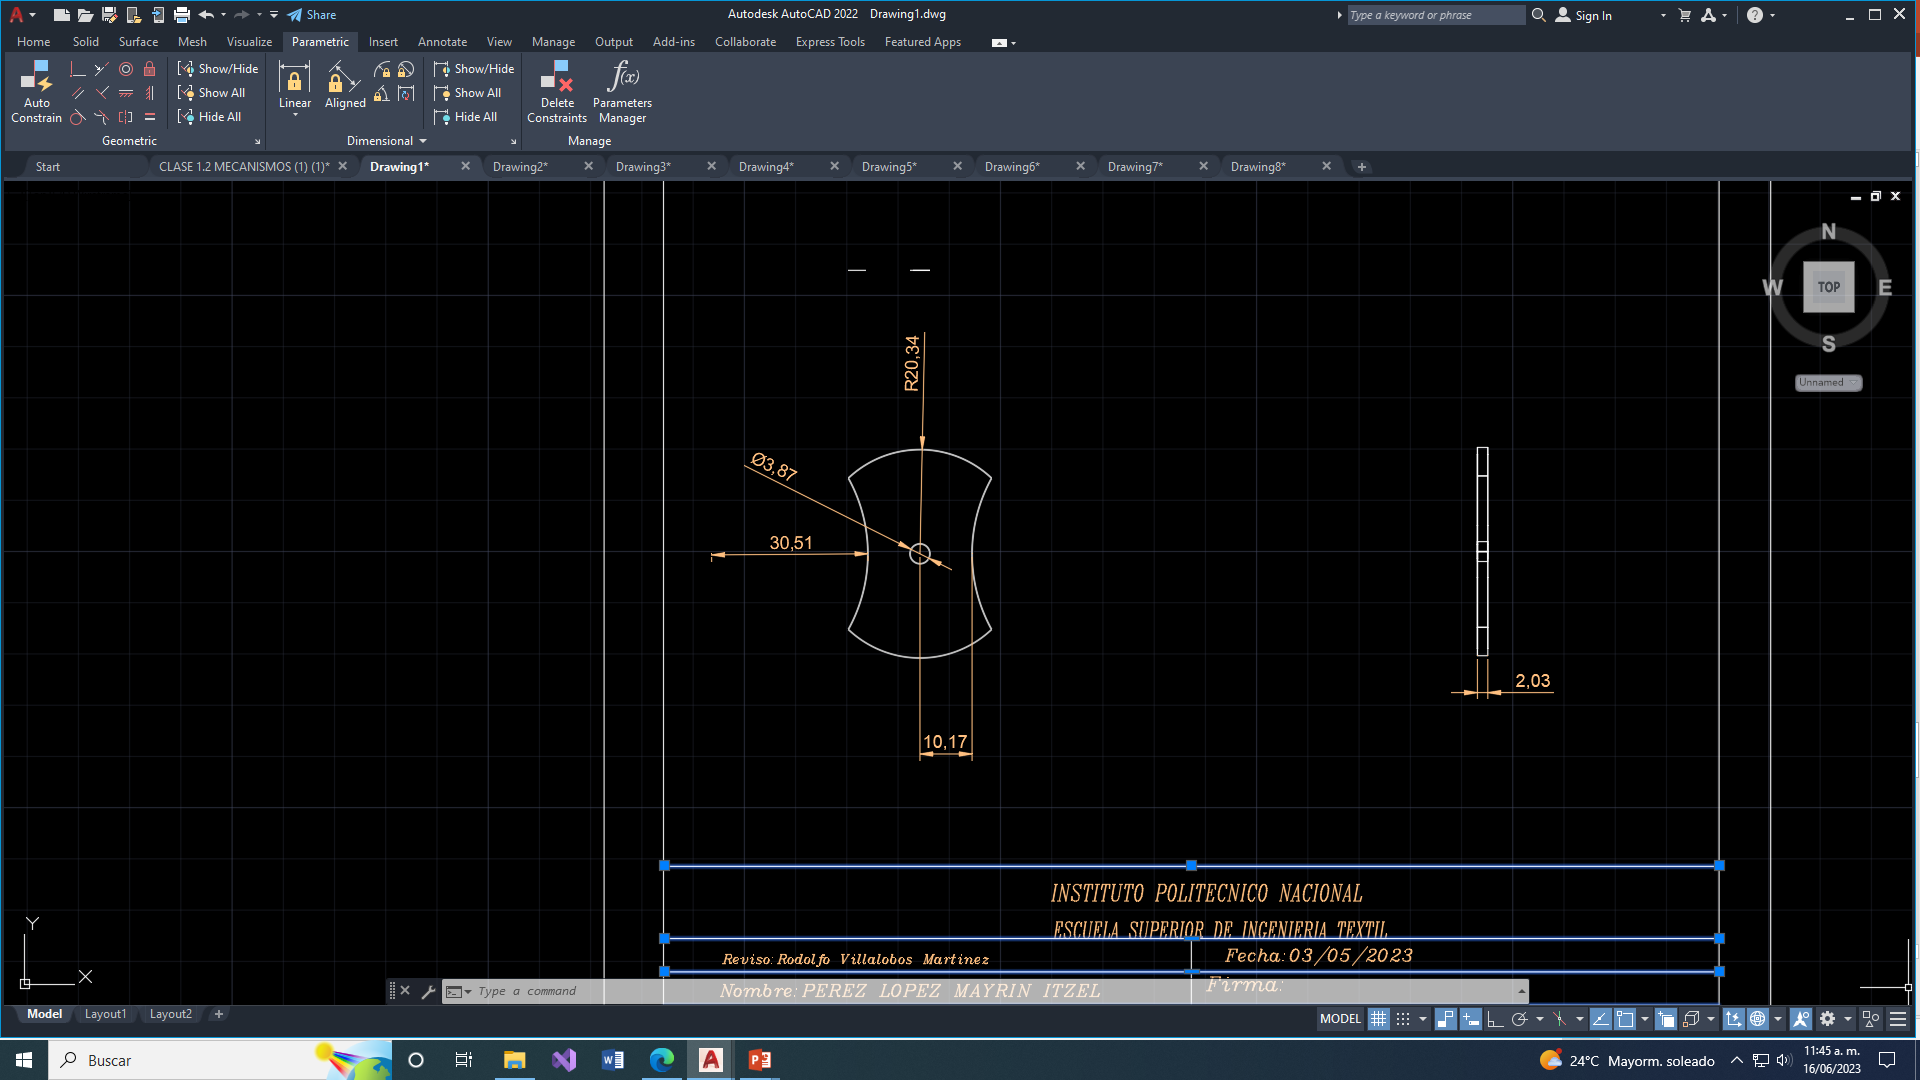 Share
Autodesk AutoCAD 2022 Drawing1.dwg
Type a keyword or phrase
Sign In
Home Solid Surface Mesh Visualize Parametric Insert Annotate View Manage Output Add-ins Collaborate Express Tools Featured Apps
Auto Constrain
Show/Hide
Show All
Hide All
Geometric
Linear
Aligned
Show/Hide
Show All
Hide All
Dimensional
Delete Constraints
f(x)
Parameters Manager
Manage
Start
CLASE 1.2 MECANISMOS (1) (1)*
Drawing1*
Drawing2*
Drawing3*
Drawing4*
Drawing5*
Drawing6*
Drawing7*
Drawing8*
N
W
TOP
E
S
Unnamed
R20,34
Ø3,87
30,51
10,17
2,03
INSTITUTO POLITECNICO NACIONAL
ESCUELA SUPERIOR DE INGENIERIA TEXTIL
Reviso: Rodolfo Villalobos Martinez
Fecha: 03/05/2023
Nombre: PEREZ LOPEZ MAYRIN ITZEL
Firma:
Y
X
Type a command
Model
Layout1
Layout2
MODEL
Buscar
24°C Mayorm. soleado
11:45 a. m.
16/06/2023